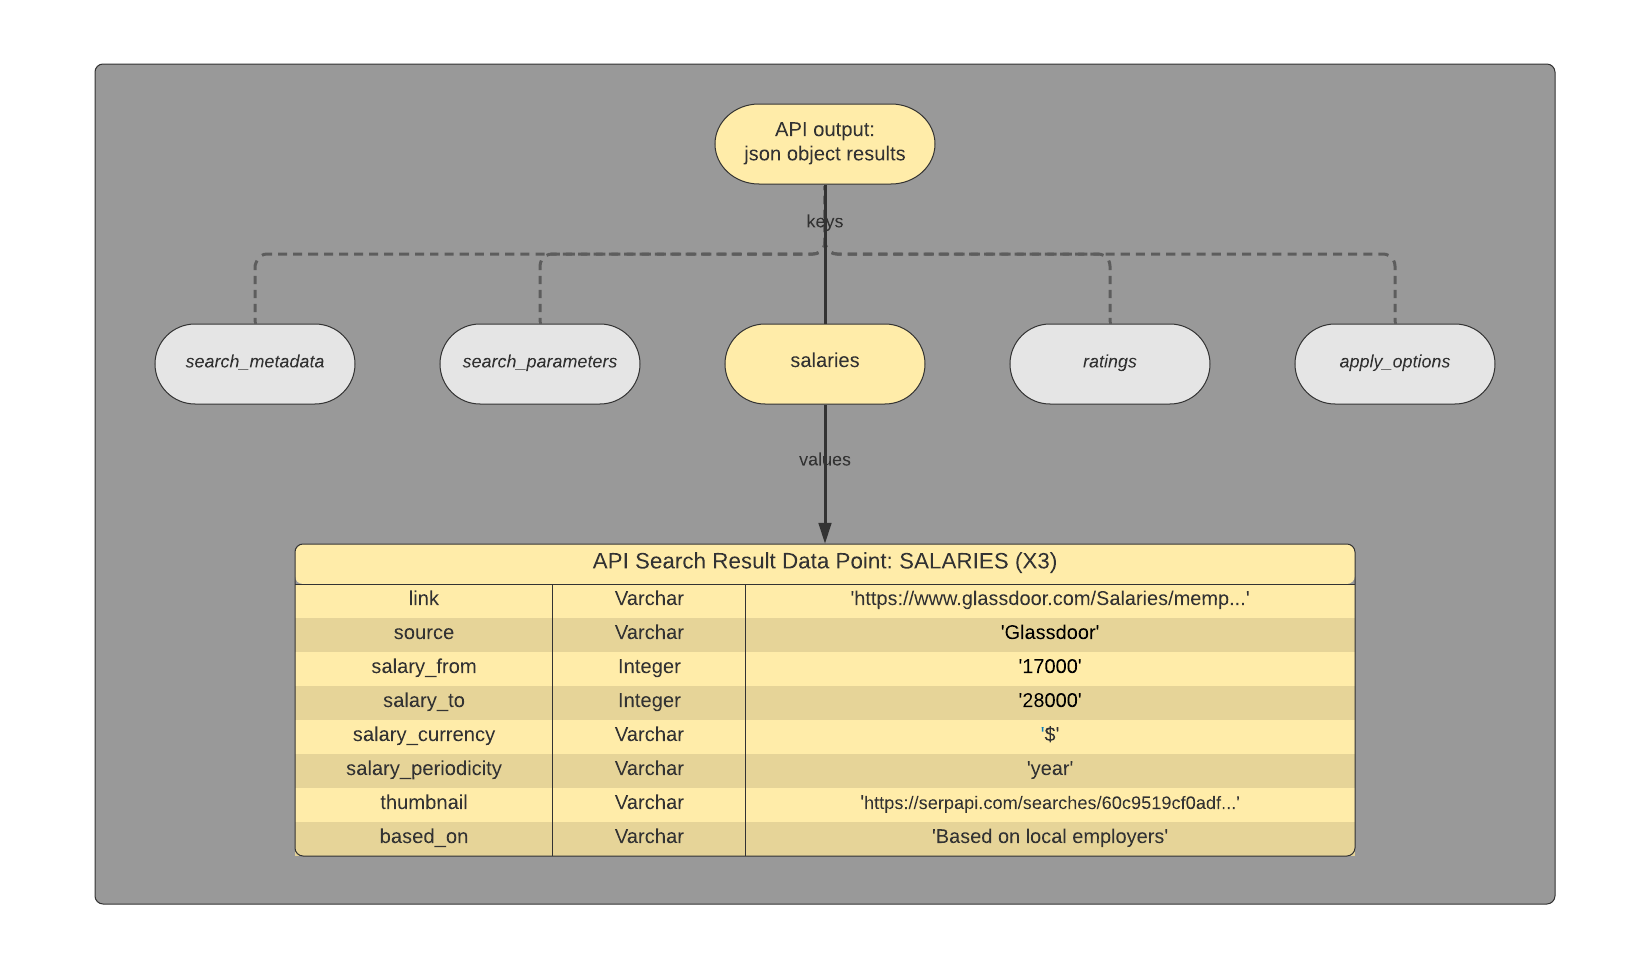 API output:
json object results
keys
search_metadata
search_parameters
salaries
ratings
apply_options
values
API Search Result Data Point: SALARIES (X3)
link Varchar 'https://www.glassdoor.com/Salaries/memp...'
source Varchar 'Glassdoor'
salary_from Integer '17000'
salary_to Integer '28000'
salary_currency Varchar '$'
salary_periodicity Varchar 'year'
thumbnail Varchar 'https://serpapi.com/searches/60c9519cf0adf...'
based_on Varchar 'Based on local employers'